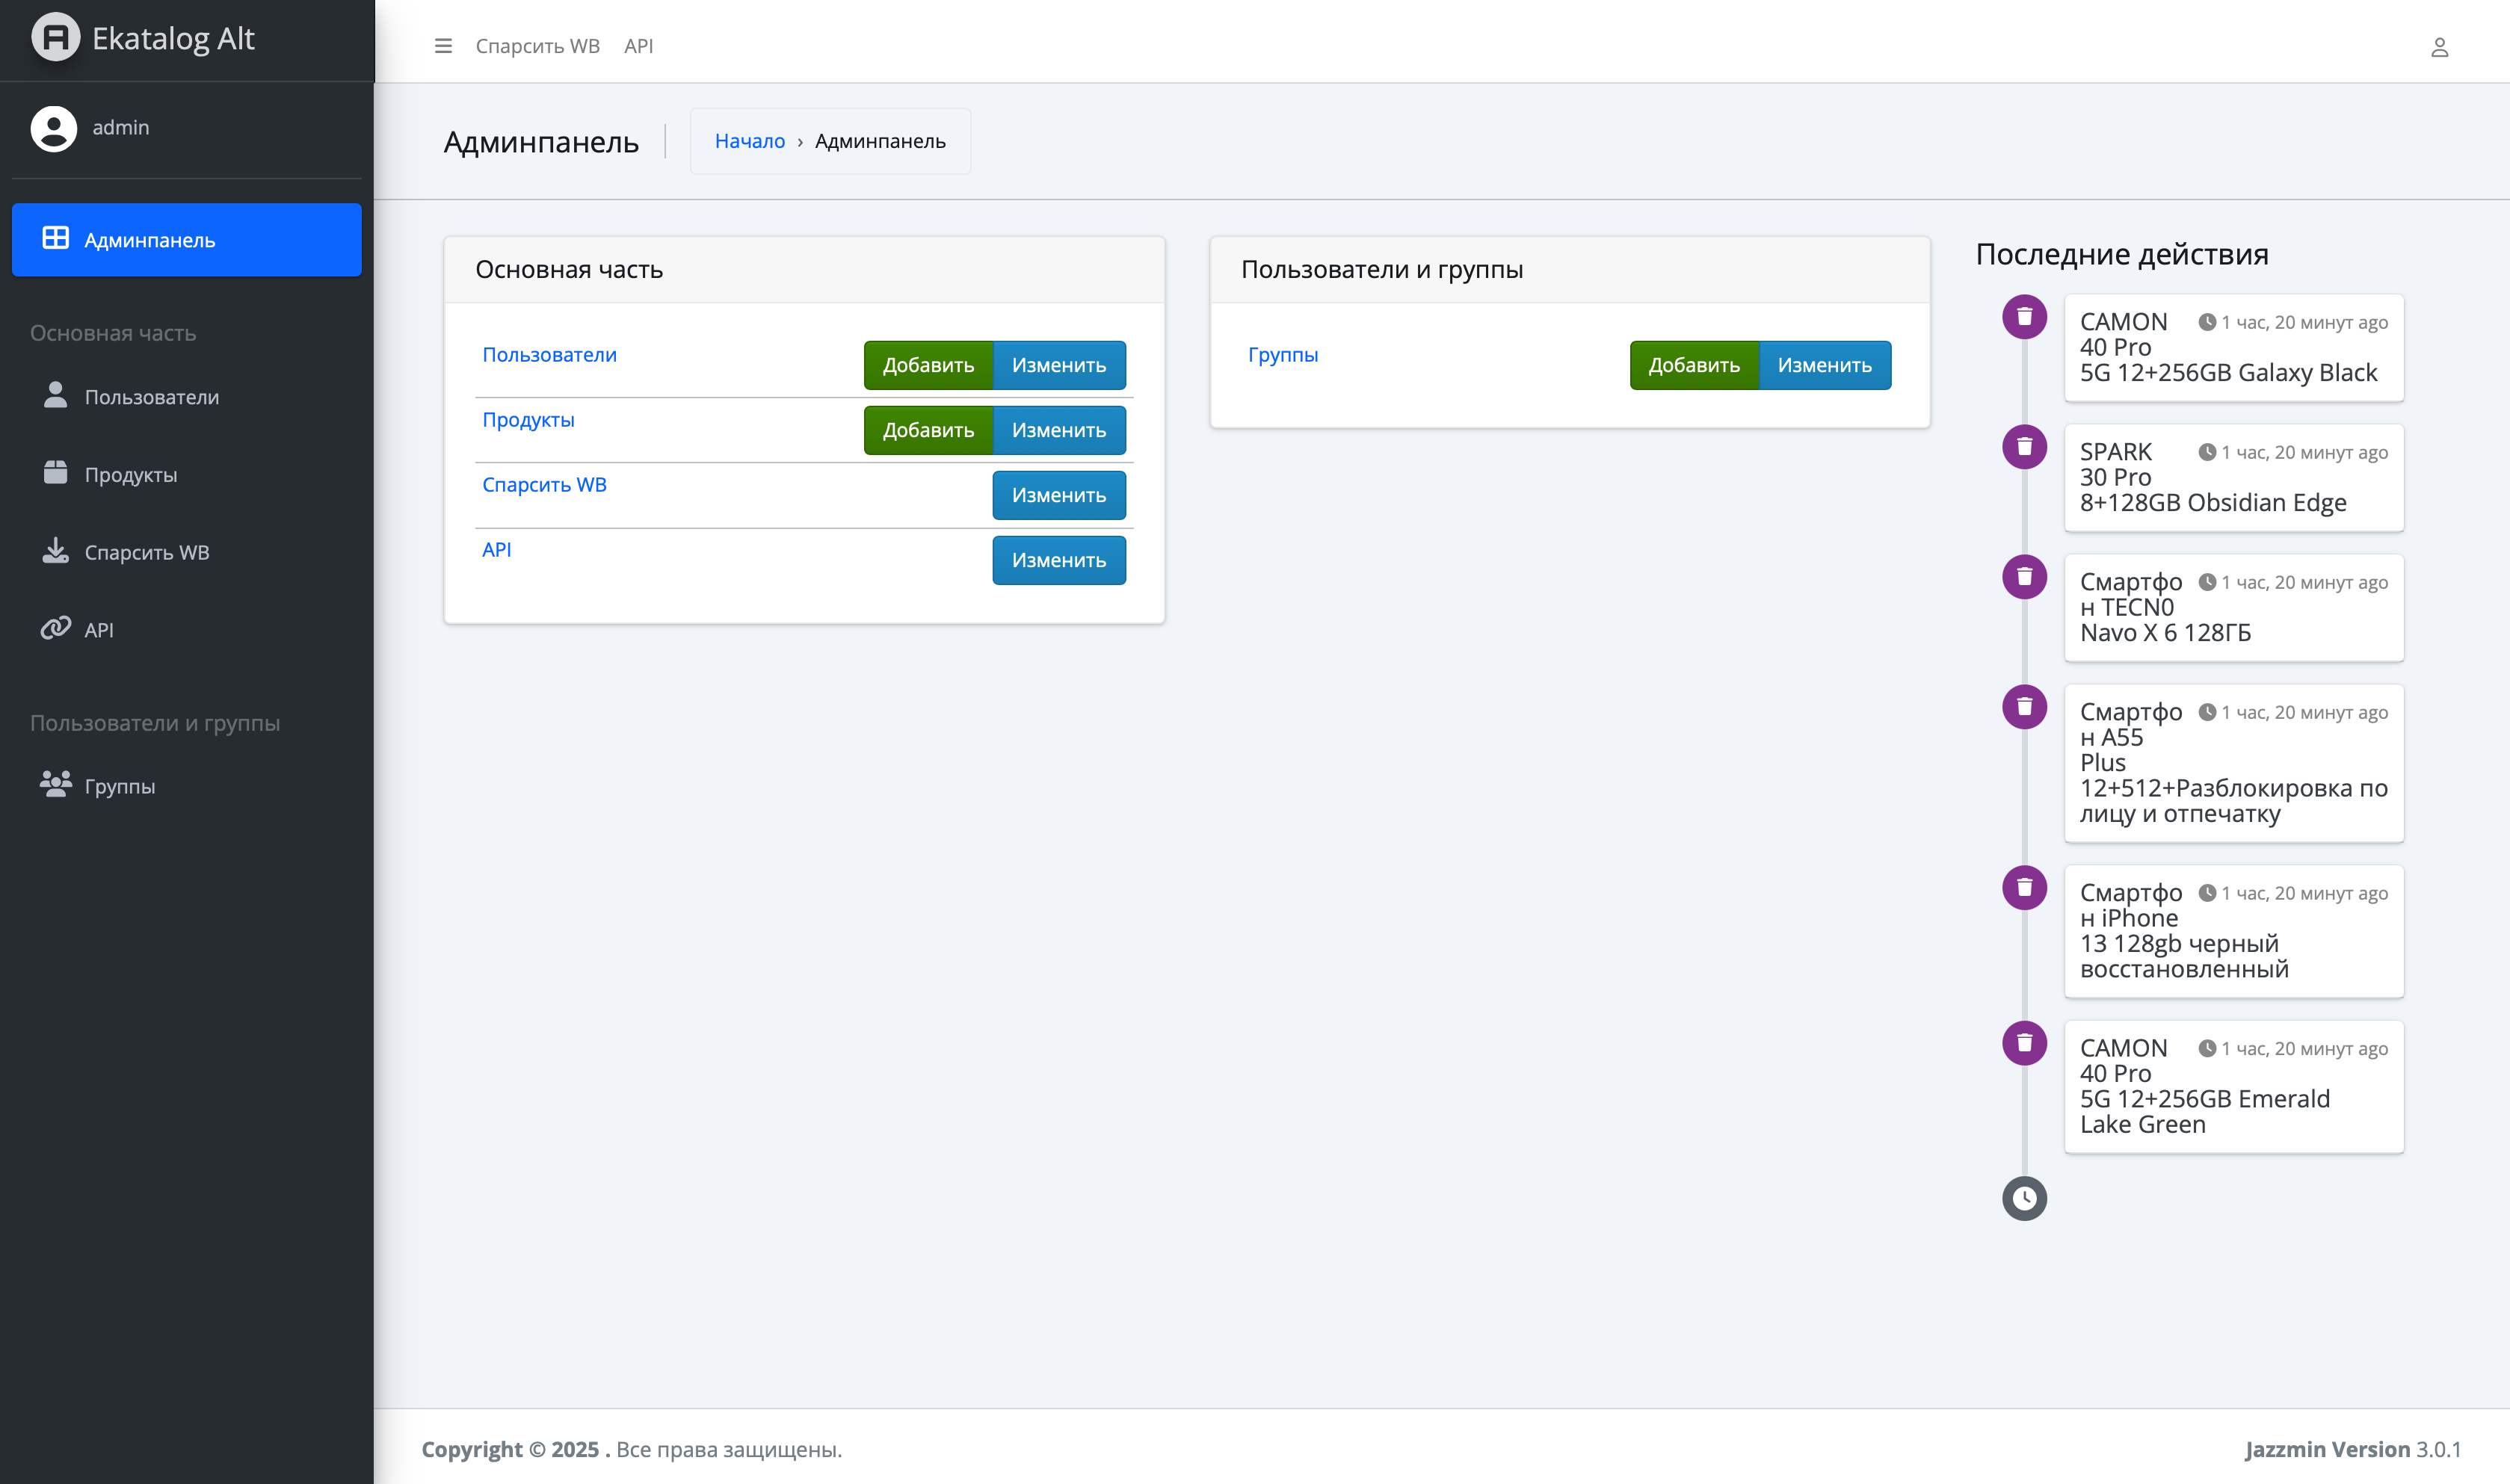 Ekatalog Alt
admin
Админпанель
Основная часть
Пользователи
Продукты
Спарсить WB
API
Пользователи и группы
Группы
Спарсить WB API
Админпанель
Начало › Админпанель
Основная часть
Пользователи Добавить Изменить
Продукты Добавить Изменить
Спарсить WB Изменить
API Изменить
Пользователи и группы
Группы Добавить Изменить
Последние действия
CAMON 1 час, 20 минут ago
40 Pro
5G 12+256GB Galaxy Black
SPARK 1 час, 20 минут ago
30 Pro
8+128GB Obsidian Edge
Смартфо 1 час, 20 минут ago
н TECN0
Navo X 6 128ГБ
Смартфо 1 час, 20 минут ago
н A55
Plus
12+512+Разблокировка по
лицу и отпечатку
Смартфо 1 час, 20 минут ago
н iPhone
13 128gb черный
восстановленный
CAMON 1 час, 20 минут ago
40 Pro
5G 12+256GB Emerald
Lake Green
Copyright © 2025 . Все права защищены.
Jazzmin Version 3.0.1